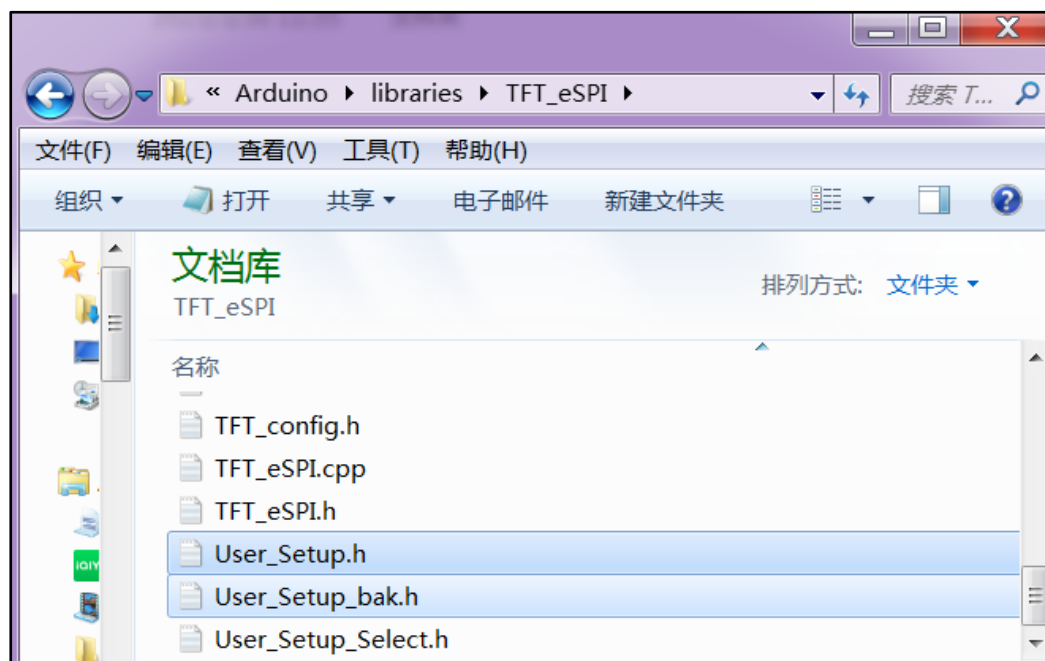 « Arduino ▸ libraries ▸ TFT_eSPI ▸ 搜索 T...
文件(F) 编辑(E) 查看(V) 工具(T) 帮助(H)
组织 打开 共享 电子邮件 新建文件夹
文档库
TFT_eSPI
排列方式: 文件夹
名称
TFT_config.h
TFT_eSPI.cpp
TFT_eSPI.h
User_Setup.h
User_Setup_bak.h
User_Setup_Select.h